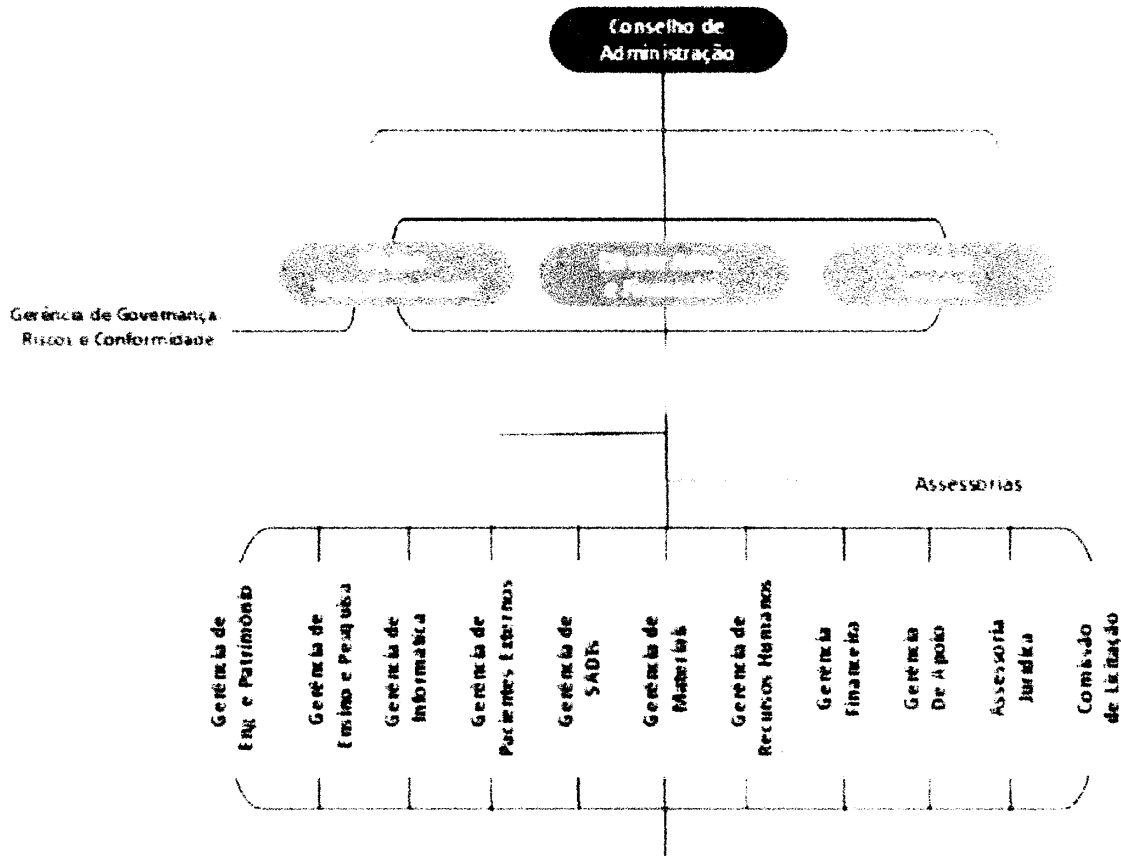 Conselho de
Administração
Gerência de Governança
Riscos e Conformidade
Assessorias
Gerência de
Eng. e Patrimônio
Gerência de
Ensino e Pesquisa
Gerência de
Informática
Gerência de
Pacientes Externos
Gerência de
SADTs
Gerência de
Materiais
Gerência de
Recursos Humanos
Gerência
Financeira
Gerência
De Apoio
Assessoria
Jurídica
Comissão
de Licitação